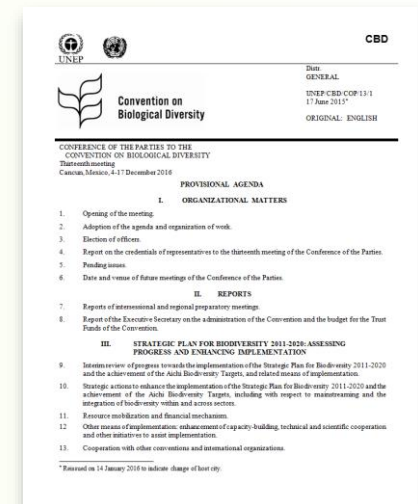 CBD
UNEP
Distr.
GENERAL
UNEP/CBD/COP/13/1
17 June 2015*
ORIGINAL: ENGLISH
Convention on
Biological Diversity
CONFERENCE OF THE PARTIES TO THE
CONVENTION ON BIOLOGICAL DIVERSITY
Thirteenth meeting
Cancun, Mexico, 4-17 December 2016
PROVISIONAL AGENDA
I. ORGANIZATIONAL MATTERS
1. Opening of the meeting.
2. Adoption of the agenda and organization of work.
3. Election of officers.
4. Report on the credentials of representatives to the thirteenth meeting of the Conference of the Parties.
5. Pending issues.
6. Date and venue of future meetings of the Conference of the Parties.
II. REPORTS
7. Reports of intersessional and regional preparatory meetings.
8. Report of the Executive Secretary on the administration of the Convention and the budget for the Trust
Funds of the Convention.
III. STRATEGIC PLAN FOR BIODIVERSITY 2011-2020: ASSESSING
PROGRESS AND ENHANCING IMPLEMENTATION
9. Interim review of progress towards the implementation of the Strategic Plan for Biodiversity 2011-2020
and the achievement of the Aichi Biodiversity Targets, and related means of implementation.
10. Strategic actions to enhance the implementation of the Strategic Plan for Biodiversity 2011-2020 and the
achievement of the Aichi Biodiversity Targets, including with respect to mainstreaming and the
integration of biodiversity within and across sectors.
11. Resource mobilization and financial mechanism.
12 Other means of implementation: enhancement of capacity-building, technical and scientific cooperation
and other initiatives to assist implementation.
13. Cooperation with other conventions and international organizations.
* Reissued on 14 January 2016 to indicate change of host city.